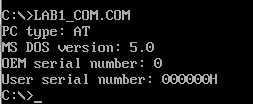 C:\>LAB1_COM.COM
PC type: AT
MS DOS version: 5.0
OEM serial number: 0
User serial number: 000000H
C:\>_